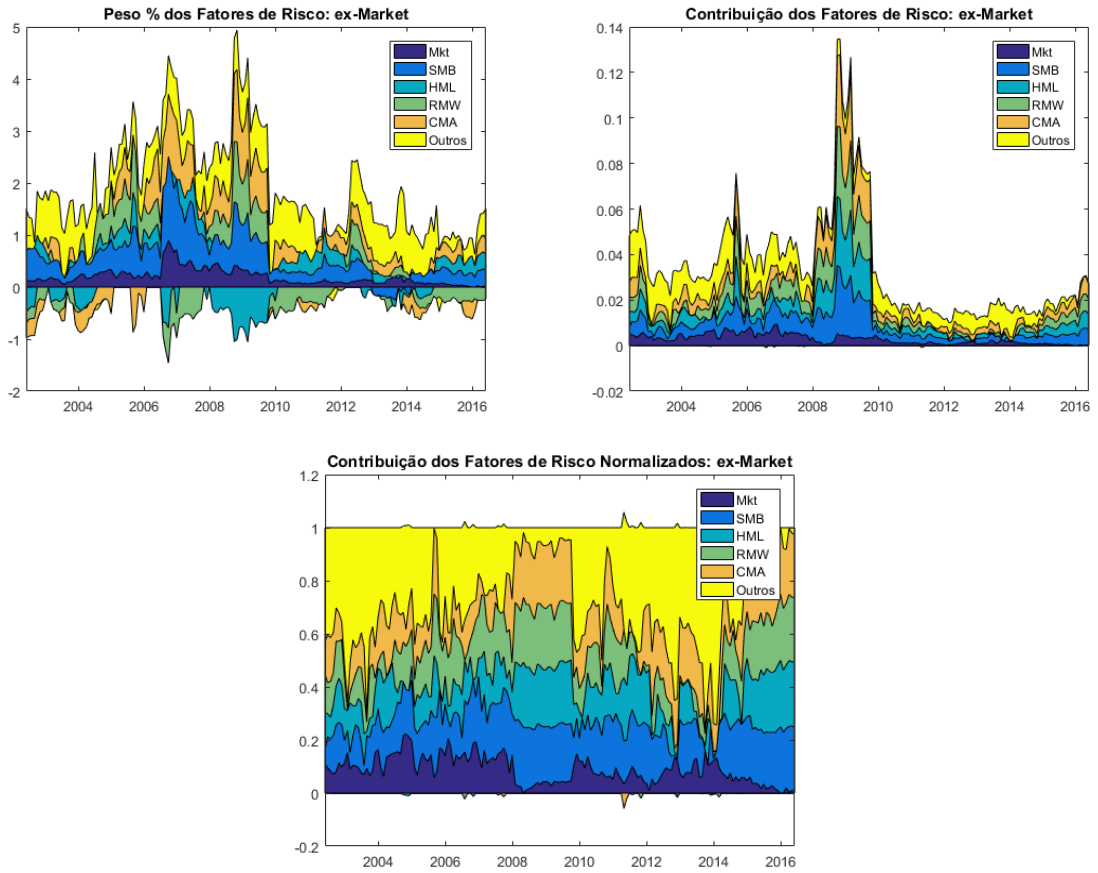 Peso % dos Fatores de Risco: ex-Market
5
4
3
2
1
0
-1
-2
2004 2006 2008 2010 2012 2014 2016
Mkt
SMB
HML
RMW
CMA
Outros
Contribuição dos Fatores de Risco: ex-Market
0.14
0.12
0.1
0.08
0.06
0.04
0.02
0
-0.02
2004 2006 2008 2010 2012 2014 2016
Mkt
SMB
HML
RMW
CMA
Outros
Contribuição dos Fatores de Risco Normalizados: ex-Market
1.2
1
0.8
0.6
0.4
0.2
0
-0.2
2004 2006 2008 2010 2012 2014 2016
Mkt
SMB
HML
RMW
CMA
Outros